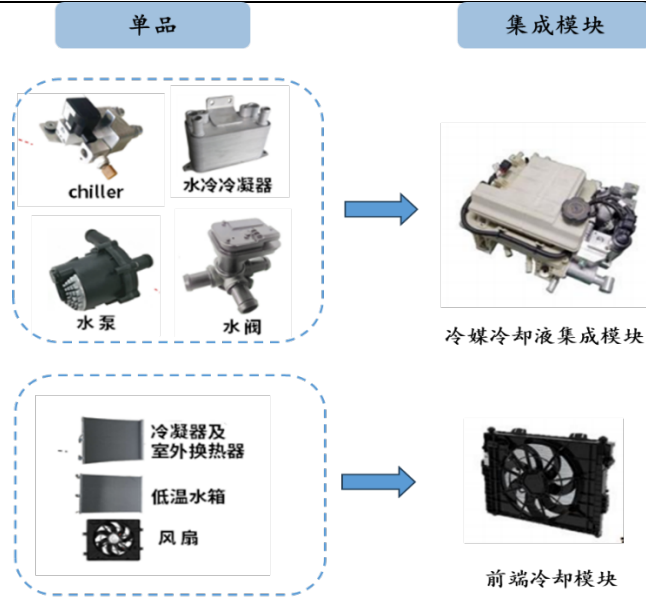 单品
集成模块
chiller
水冷冷凝器
水泵
水阀
冷媒冷却液集成模块
冷凝器及
室外换热器
低温水箱
风扇
前端冷却模块